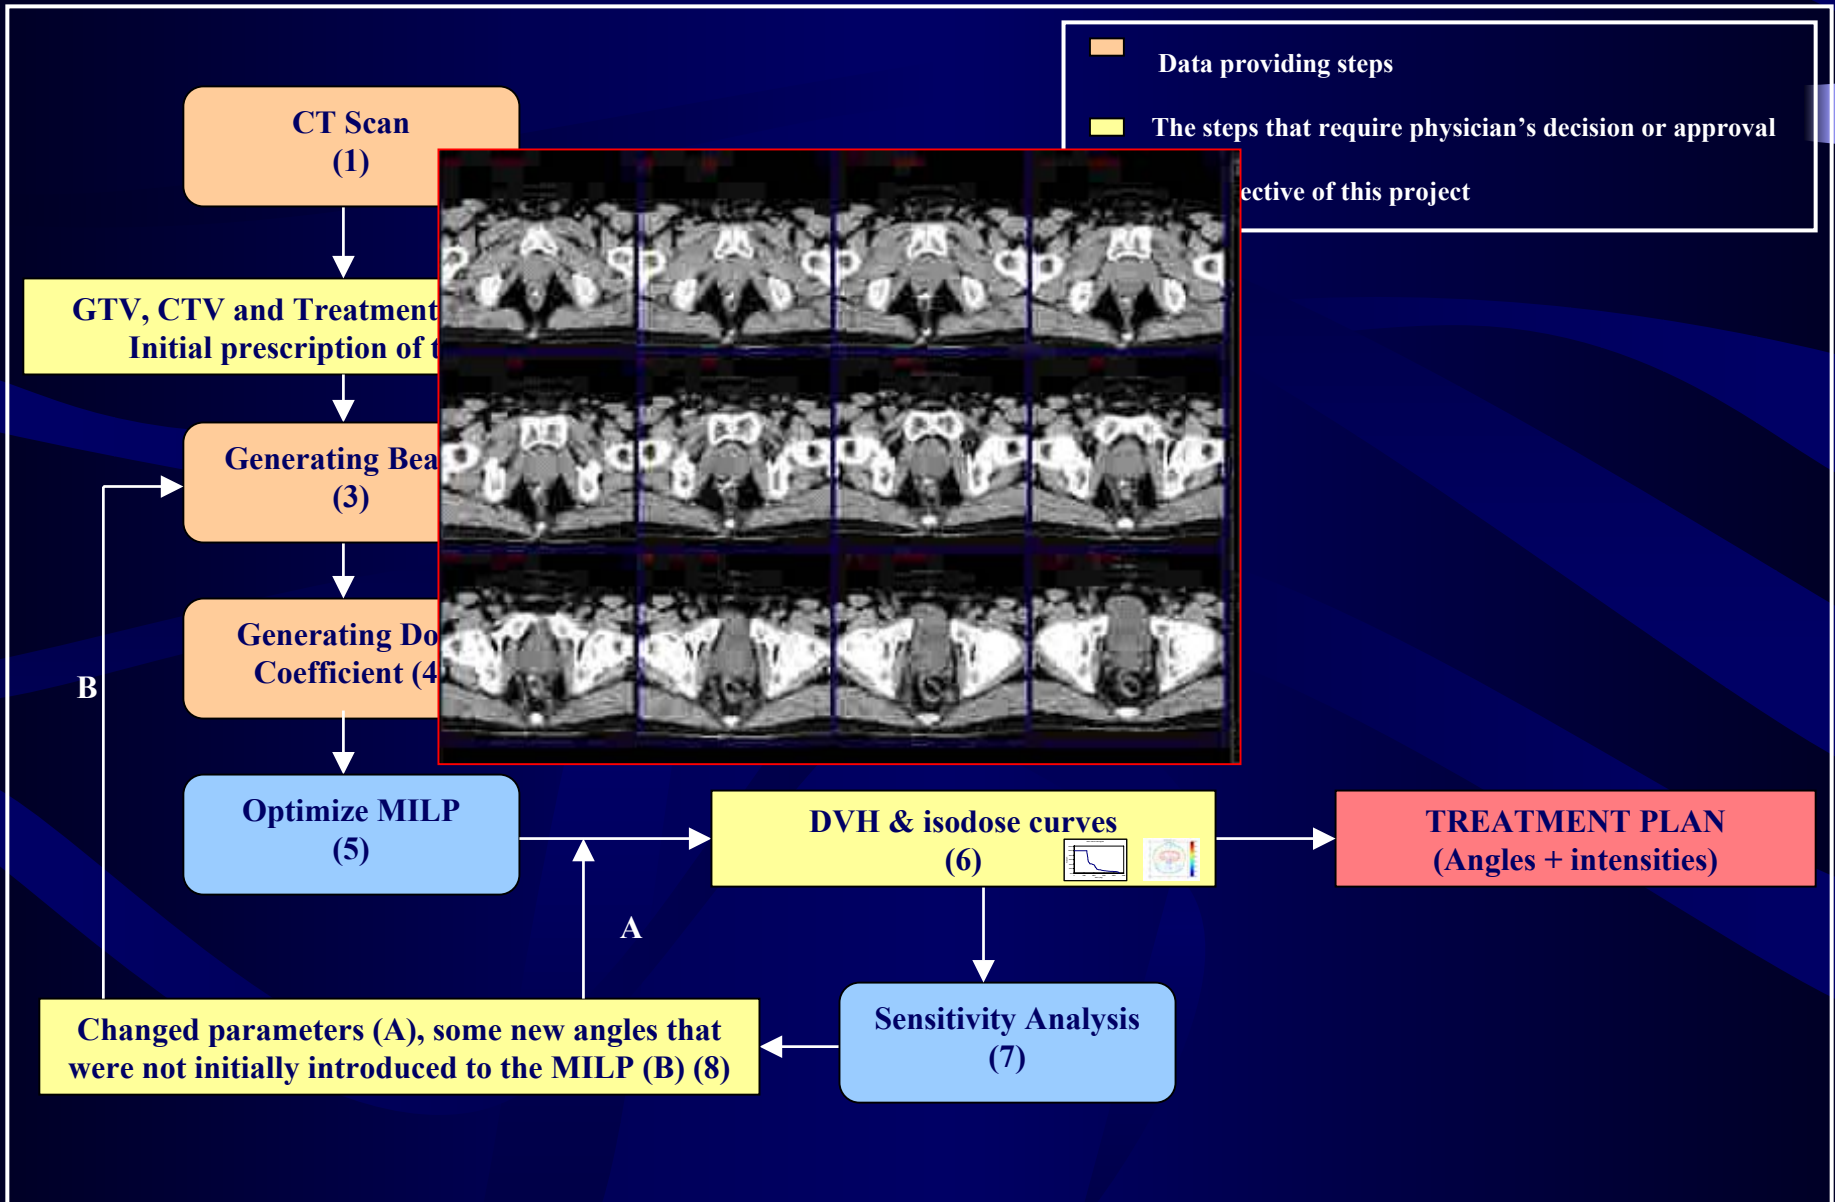 Data providing steps
The steps that require physician’s decision or approval
ective of this project
CT Scan
(1)
GTV, CTV and Treatment
Initial prescription of t
Generating Bea
(3)
Generating Do
Coefficient (4
B
Optimize MILP
(5)
DVH & isodose curves
(6)
TREATMENT PLAN
(Angles + intensities)
A
Changed parameters (A), some new angles that
were not initially introduced to the MILP (B) (8)
Sensitivity Analysis
(7)